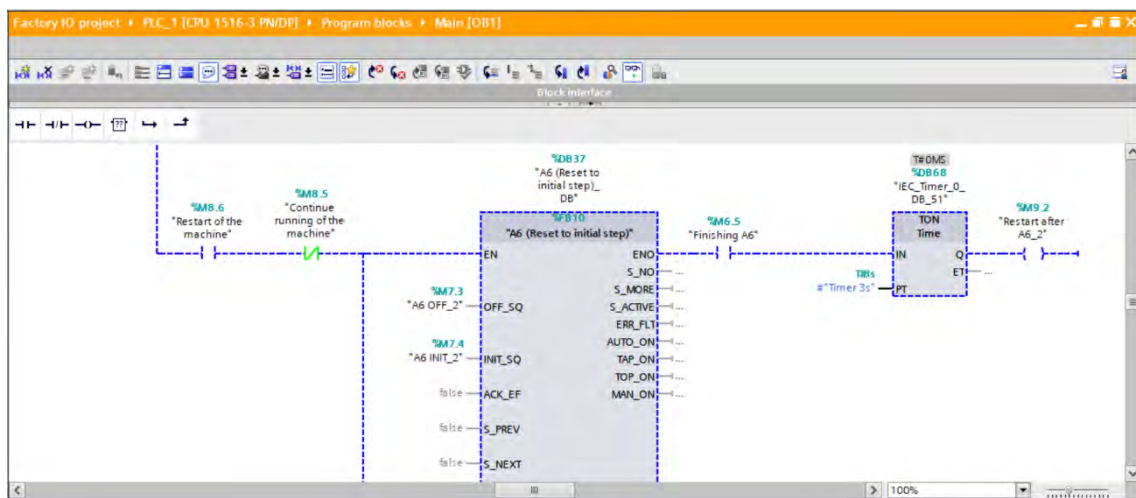 Factory IO project ▸ PLC_1 [CPU 1516-3 PN/DP] ▸ Program blocks ▸ Main [OB1]
Block interface
%M8.6
"Restart of the
machine"
%M8.5
"Continue
running of the
machine"
%DB37
"A6 (Reset to
initial step)_
DB"
%FB10
"A6 (Reset to initial step)"
EN
ENO
S_NO
S_MORE
S_ACTIVE
ERR_FLT
AUTO_ON
TAP_ON
TOP_ON
MAN_ON
%M7.3
"A6 OFF_2"
OFF_SQ
%M7.4
"A6 INIT_2"
INIT_SQ
false
ACK_EF
false
S_PREV
false
S_NEXT
%M6.5
"Finishing A6"
T#0MS
%DB68
"IEC_Timer_0_
DB_51"
TON
Time
IN
Q
ET
PT
#"Timer 3s"
%M9.2
"Restart after
A6_2"
100%